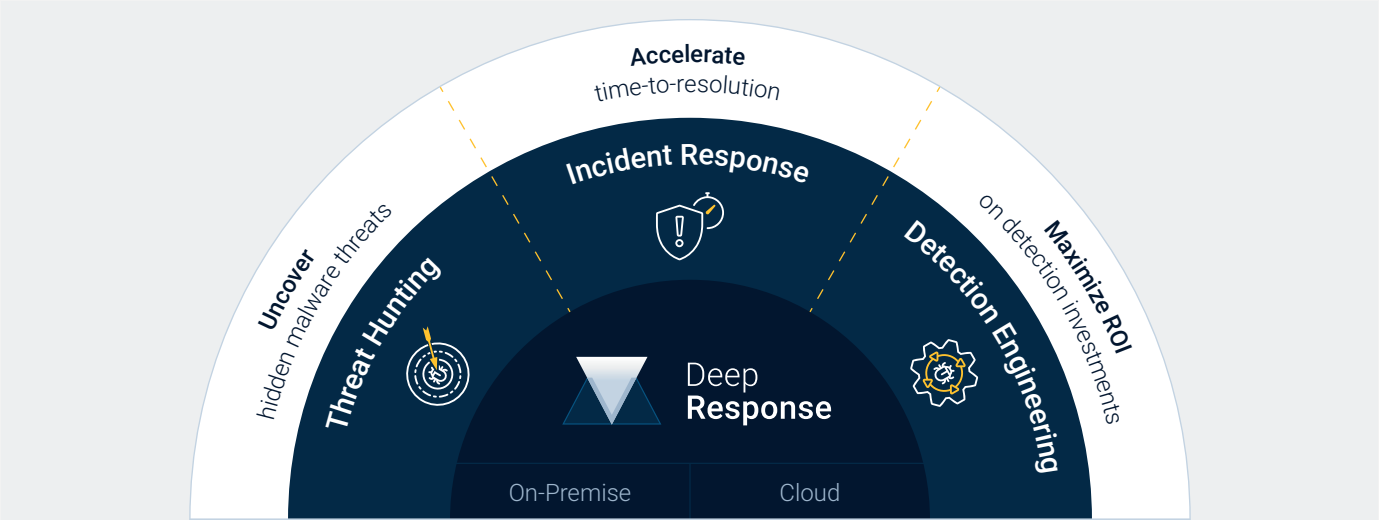 Accelerate
time-to-resolution
Incident Response
Uncover
hidden malware threats
Threat Hunting
Maximize ROI
on detection investments
Detection Engineering
Deep
Response
On-Premise
Cloud